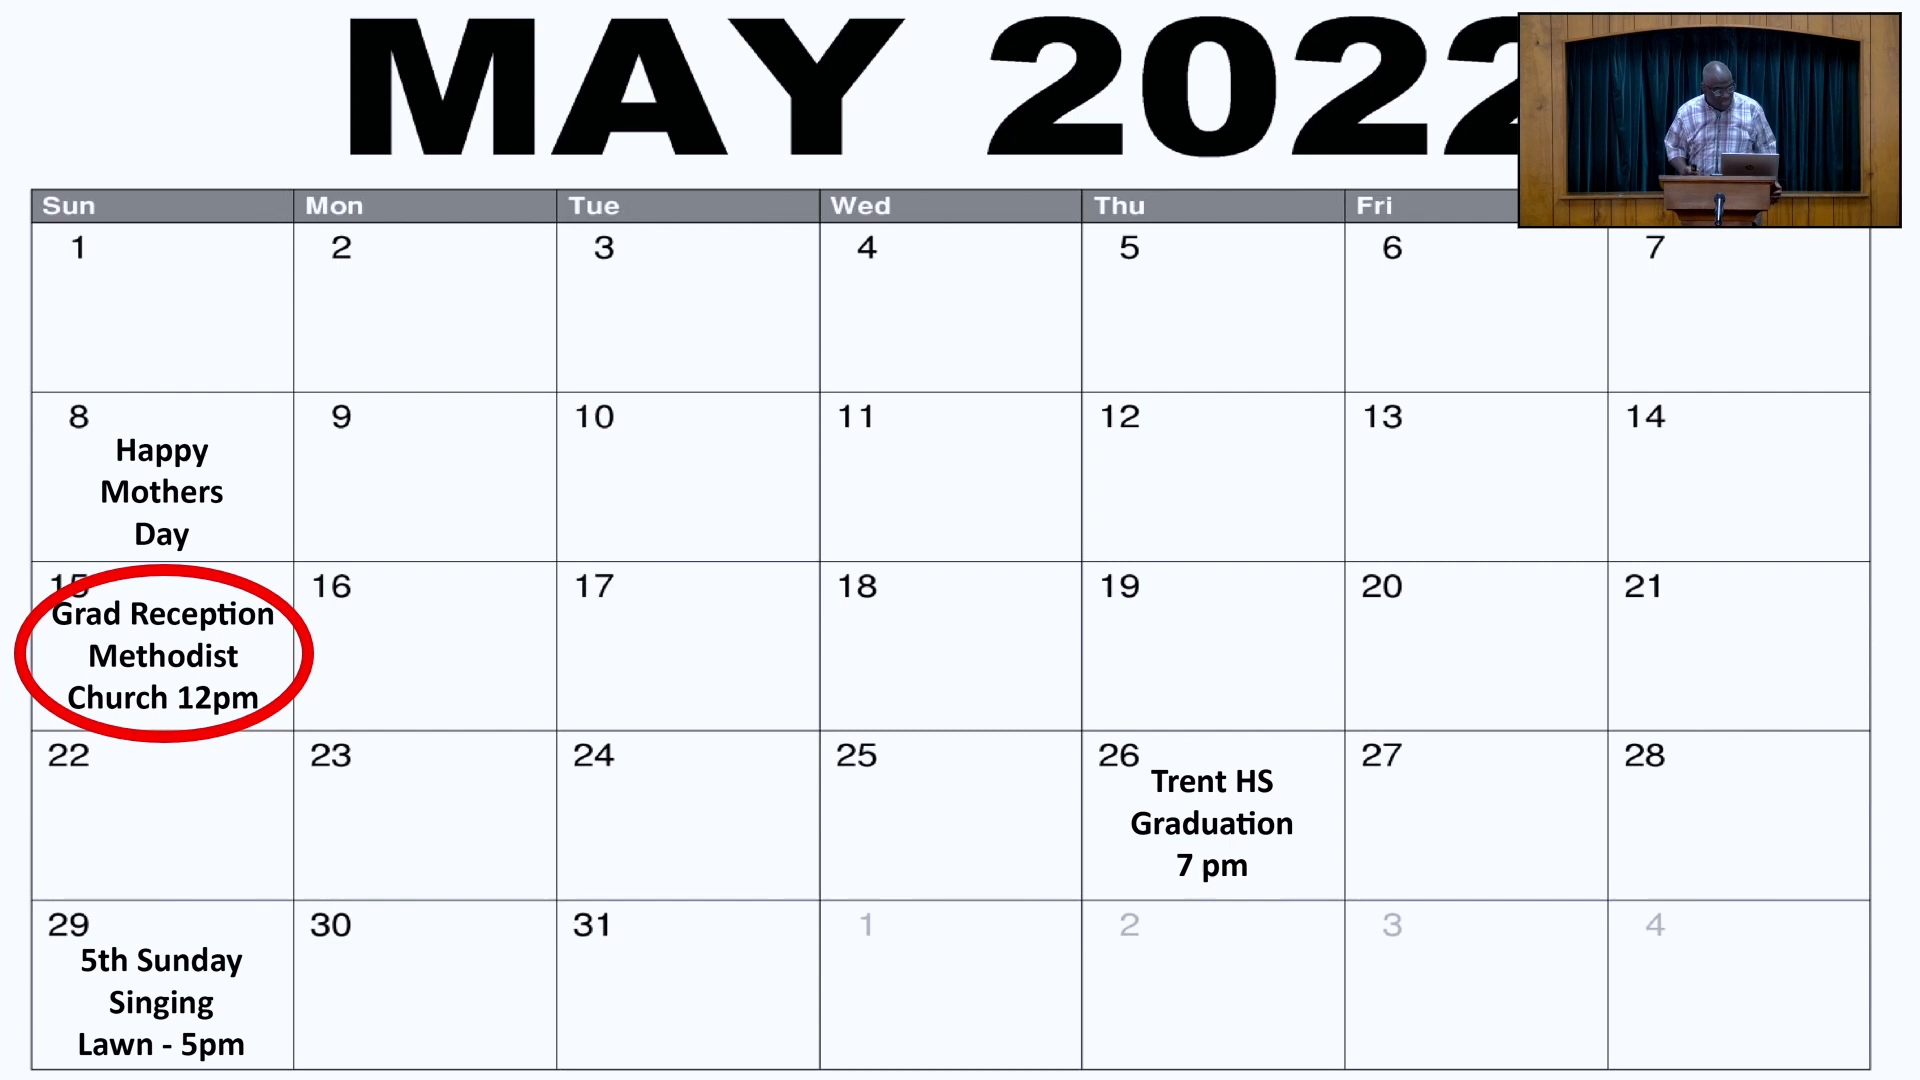 MAY 2022
Sun Mon Tue Wed Thu Fri
1 2 3 4 5 6 7
8 9 10 11 12 13 14
Happy
Mothers
Day
15 16 17 18 19 20 21
Grad Reception
Methodist
Church 12pm
22 23 24 25 26 27 28
Trent HS
Graduation
7 pm
29 30 31 1 2 3 4
5th Sunday
Singing
Lawn - 5pm